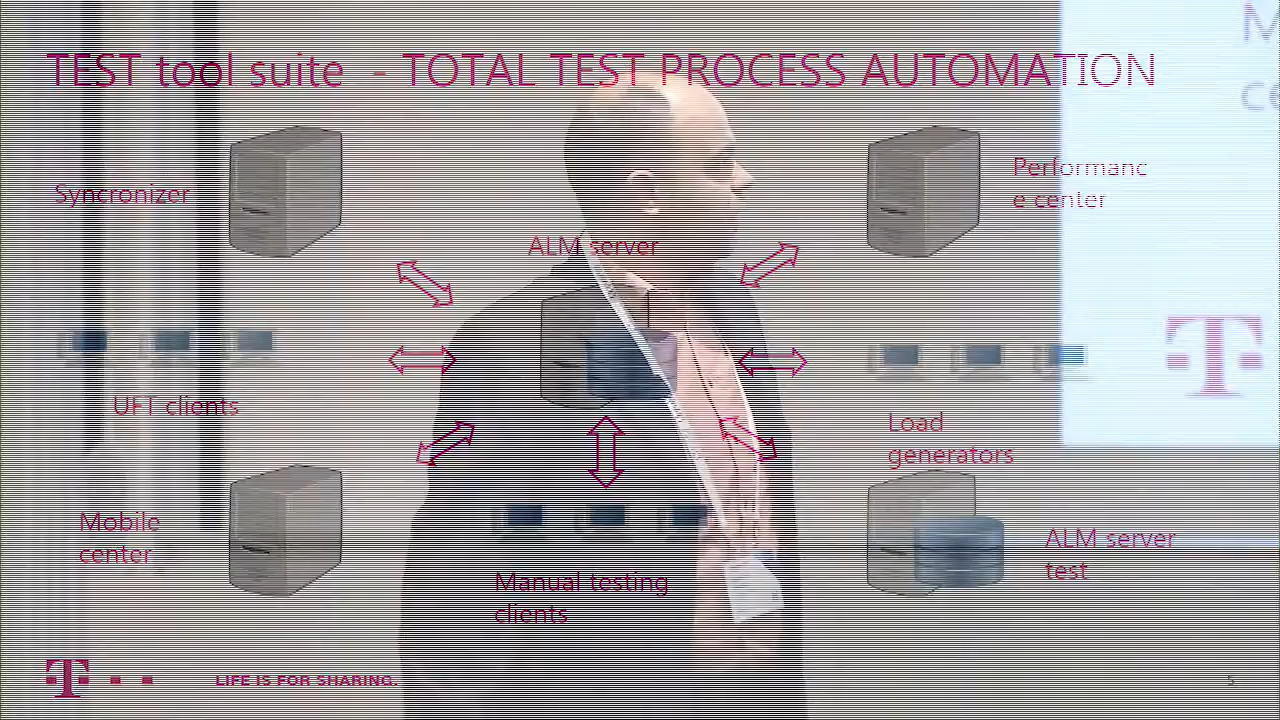 TEST tool suite - TOTAL TEST PROCESS AUTOMATION
Syncronizer
Performanc
e center
ALM server
UFT clients
Load
generators
Mobile
center
ALM server
test
Manual testing
clients
T
LIFE IS FOR SHARING.
5